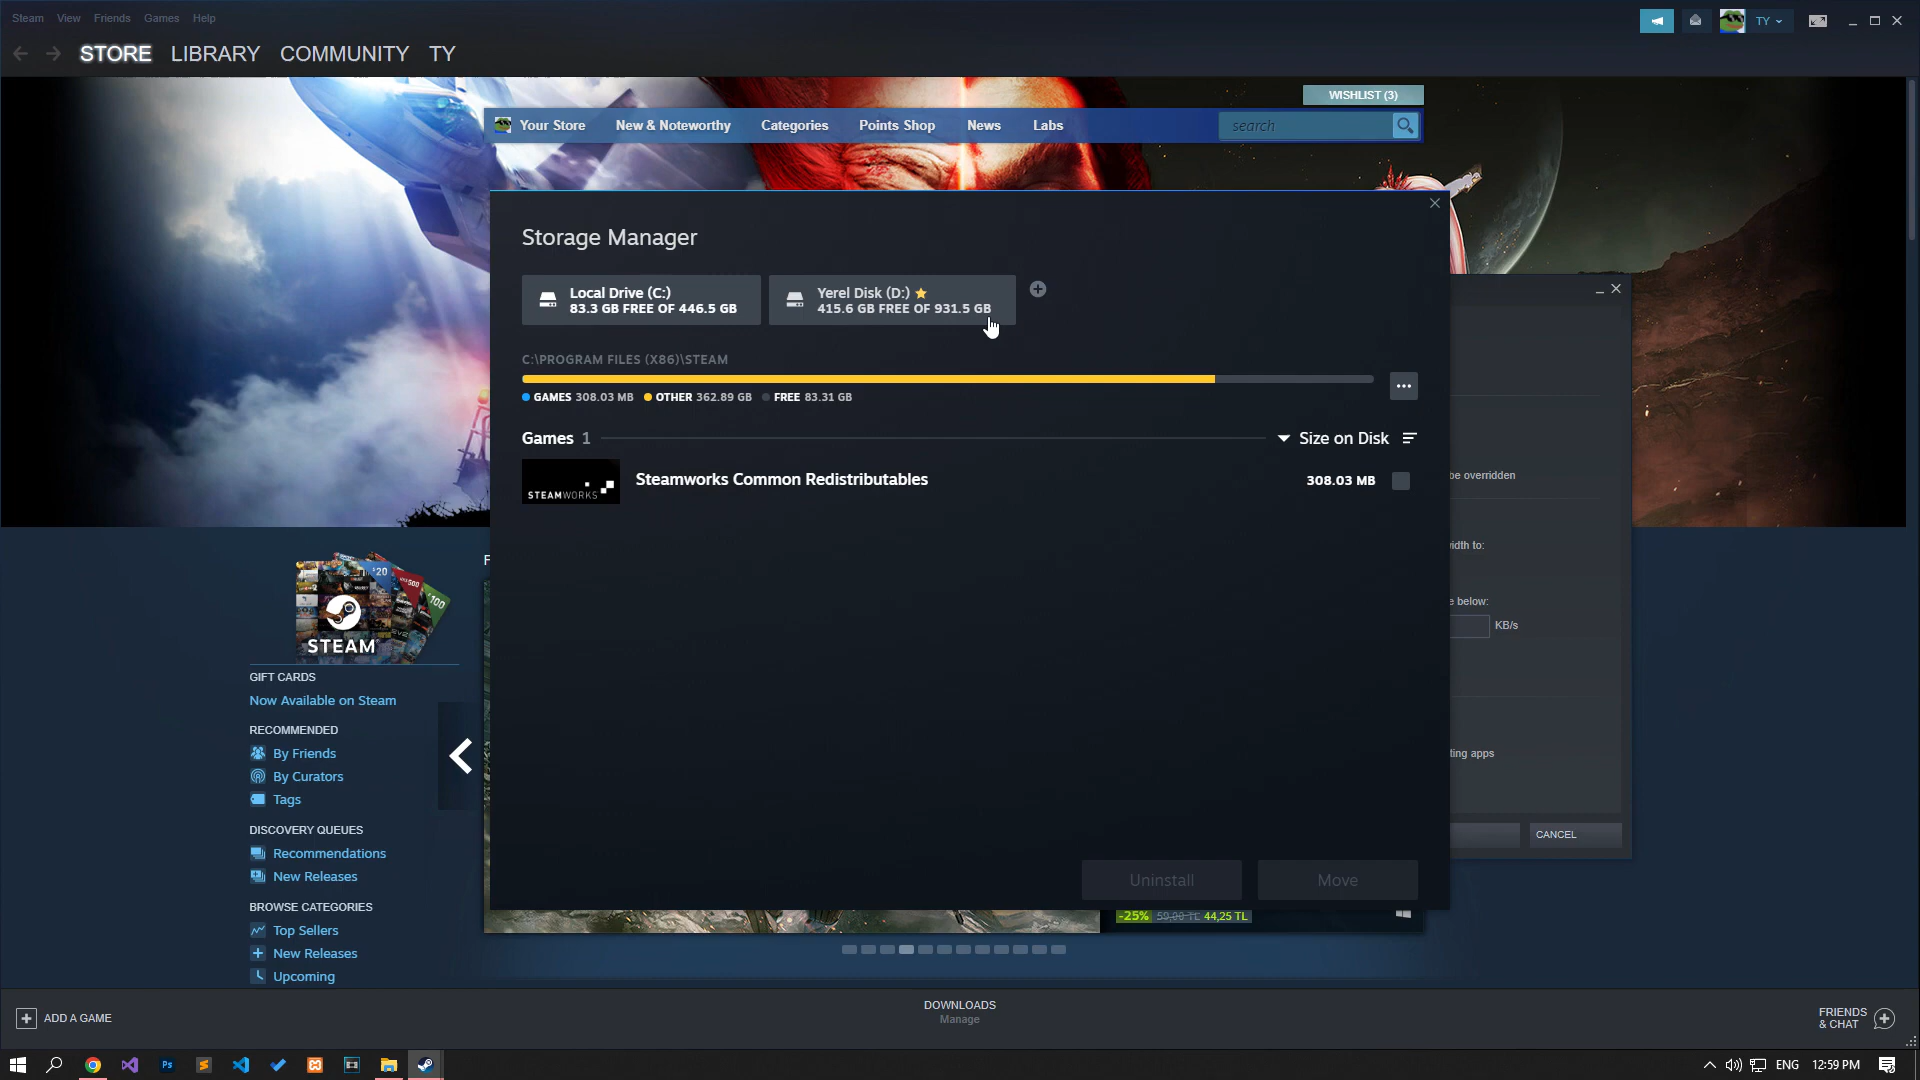 Steam View Friends Games Help
TY
STORE LIBRARY COMMUNITY TY
WISHLIST (3)
Your Store New & Noteworthy Categories Points Shop News Labs search
Storage Manager
Local Drive (C:)
83.3 GB FREE OF 446.5 GB
Yerel Disk (D:)
415.6 GB FREE OF 931.5 GB
C:\PROGRAM FILES (X86)\STEAM
GAMES 308.03 MB OTHER 362.89 GB FREE 83.31 GB
Games 1 Size on Disk
STEAMWORKS Steamworks Common Redistributables 308.03 MB
be overridden
idth to:
e below:
KB/s
ting apps
CANCEL
Uninstall Move
F
20
500
100
STEAM
GIFT CARDS
Now Available on Steam
RECOMMENDED
By Friends
By Curators
Tags
DISCOVERY QUEUES
Recommendations
New Releases
BROWSE CATEGORIES
Top Sellers
New Releases
Upcoming
-25% 59,00 TL 44,25 TL
ADD A GAME
DOWNLOADS
Manage
FRIENDS
& CHAT
Ps
ENG 12:59 PM